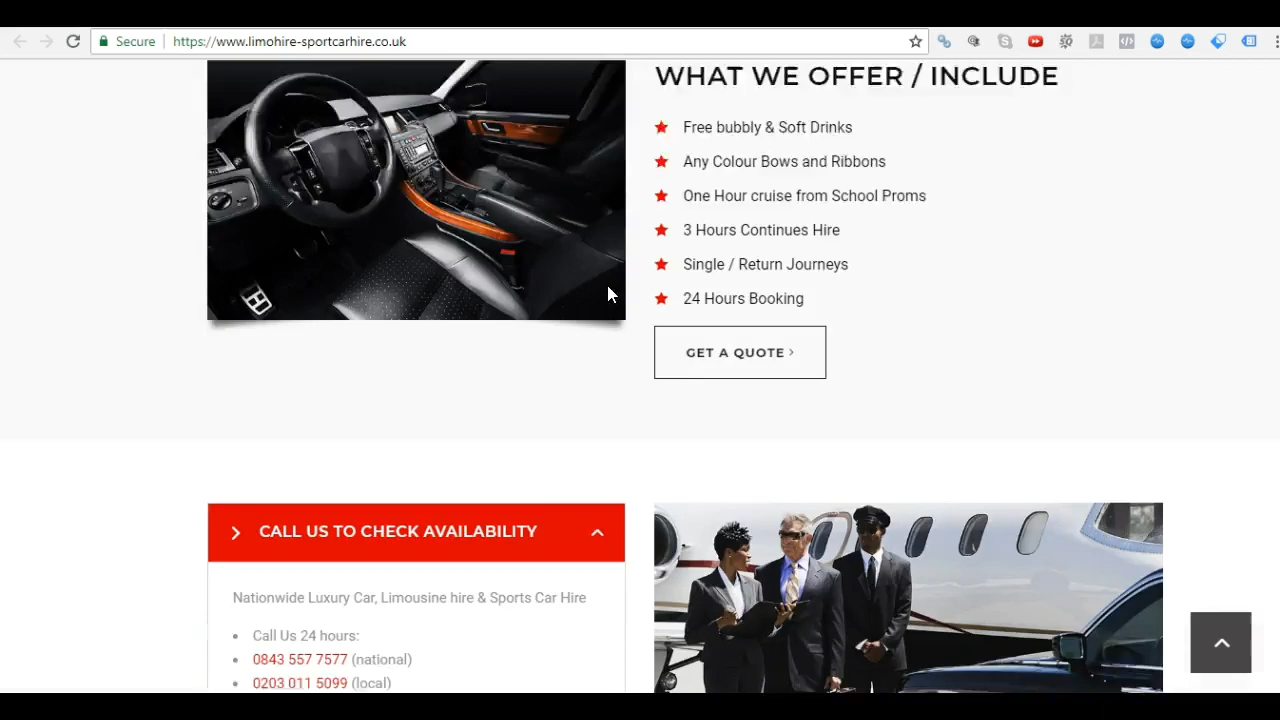 Secure
https://www.limohire-sportcarhire.co.uk
WHAT WE OFFER / INCLUDE
Free bubbly & Soft Drinks
Any Colour Bows and Ribbons
One Hour cruise from School Proms
3 Hours Continues Hire
Single / Return Journeys
24 Hours Booking
GET A QUOTE >
CALL US TO CHECK AVAILABILITY
Nationwide Luxury Car, Limousine hire & Sports Car Hire
Call Us 24 hours:
0843 557 7577 (national)
0203 011 5099 (local)